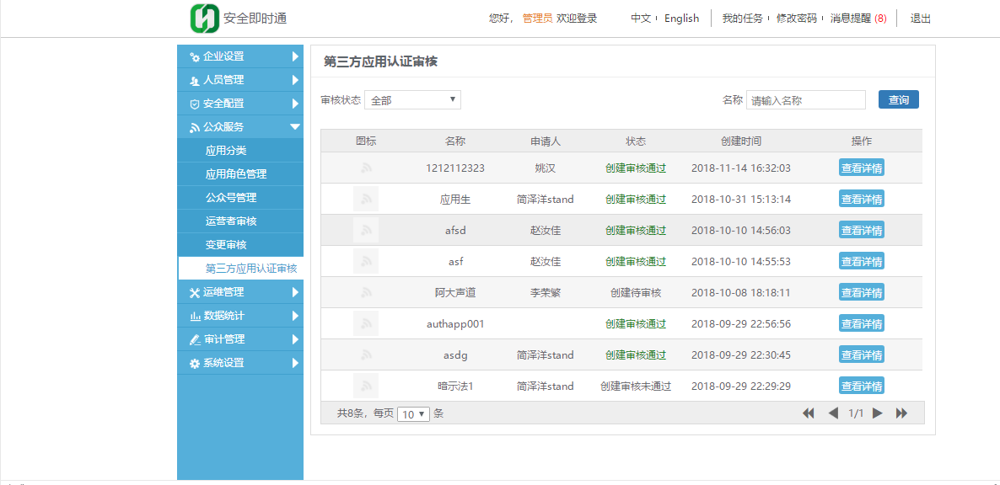 安全即时通
您好， 管理员 欢迎登录 中文 English 我的任务 修改密码 消息提醒 (8) 退出
企业设置
人员管理
安全配置
公众服务
应用分类
应用角色管理
公众号管理
运营者审核
变更审核
第三方应用认证审核
运维管理
数据统计
审计管理
系统设置
第三方应用认证审核
审核状态 全部 名称 请输入名称 查询
图标 名称 申请人 状态 创建时间 操作
1212112323 姚汉 创建审核通过 2018-11-14 16:32:03 查看详情
应用生 简泽洋stand 创建审核通过 2018-10-31 15:13:14 查看详情
afsd 赵汝佳 创建审核通过 2018-10-10 14:56:03 查看详情
asf 赵汝佳 创建审核通过 2018-10-10 14:55:53 查看详情
阿大声道 李荣繁 创建待审核 2018-10-08 18:18:11 查看详情
authapp001 创建审核通过 2018-09-29 22:56:56 查看详情
asdg 简泽洋stand 创建审核通过 2018-09-29 22:30:45 查看详情
暗示法1 简泽洋stand 创建审核未通过 2018-09-29 22:29:29 查看详情
共8条，每页 10 条 1/1